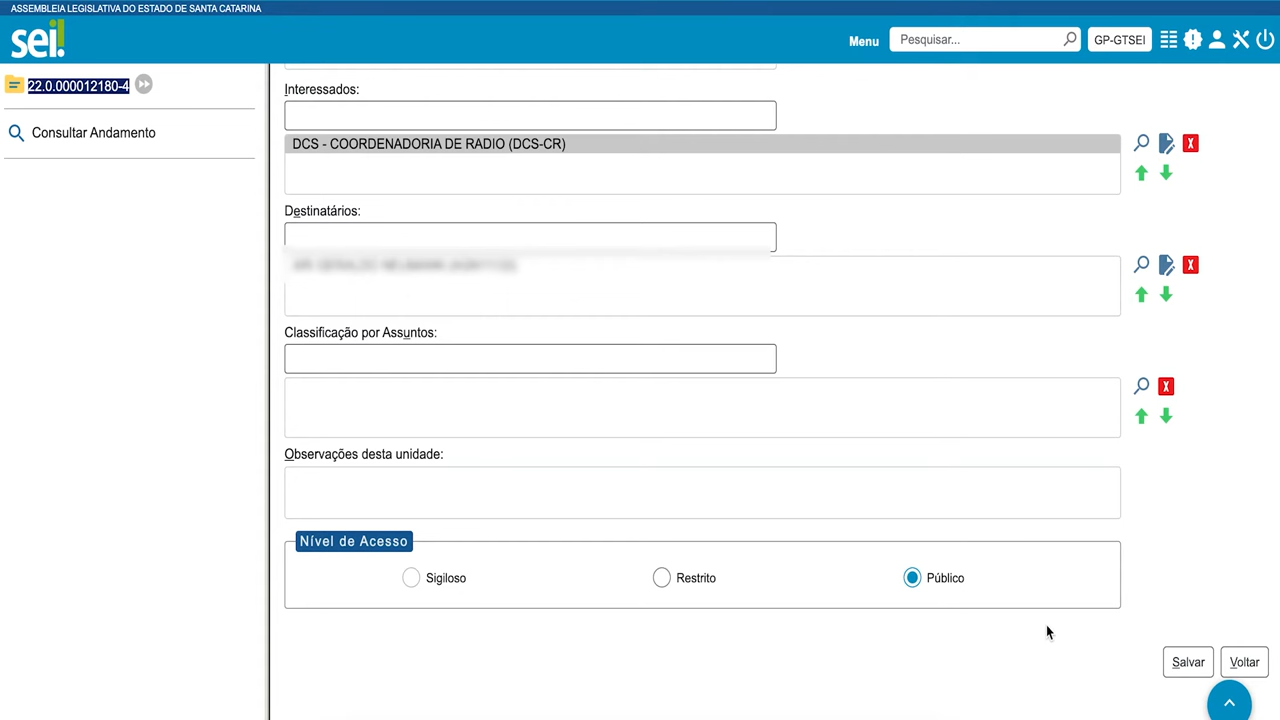 ASSEMBLEIA LEGISLATIVA DO ESTADO DE SANTA CATARINA
sei!
Menu
Pesquisar...
GP-GTSEI
22.0.000012180-4
Consultar Andamento
Interessados:
DCS - COORDENADORIA DE RADIO (DCS-CR)
X
Destinatários:
X
Classificação por Assuntos:
X
Observações desta unidade:
Nível de Acesso
Sigiloso
Restrito
Público
Salvar
Voltar